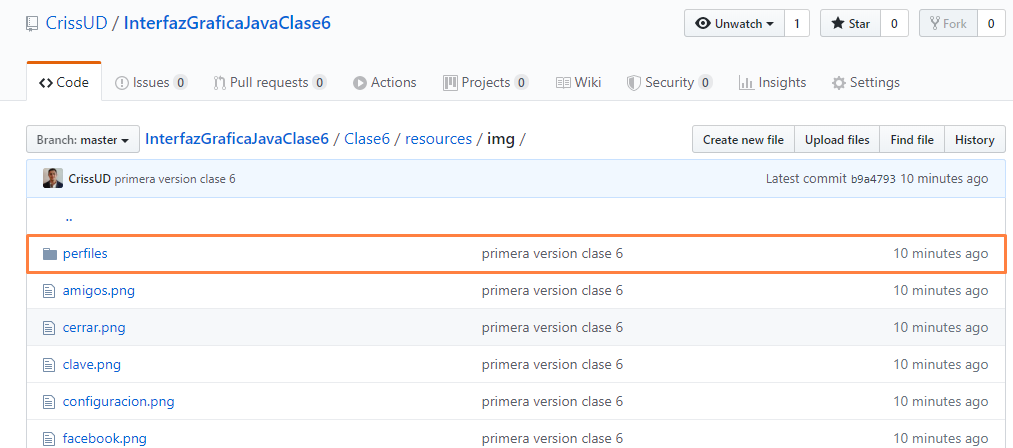 CrissUD / InterfazGraficaJavaClase6
Unwatch 1 Star 0 Fork 0
Code Issues 0 Pull requests 0 Actions Projects 0 Wiki Security 0 Insights Settings
Branch: master InterfazGraficaJavaClase6 / Clase6 / resources / img /
Create new file Upload files Find file History
CrissUD primera version clase 6 Latest commit b9a4793 10 minutes ago
..
perfiles primera version clase 6 10 minutes ago
amigos.png primera version clase 6 10 minutes ago
cerrar.png primera version clase 6 10 minutes ago
clave.png primera version clase 6 10 minutes ago
configuracion.png primera version clase 6 10 minutes ago
facebook.png primera version clase 6 10 minutes ago